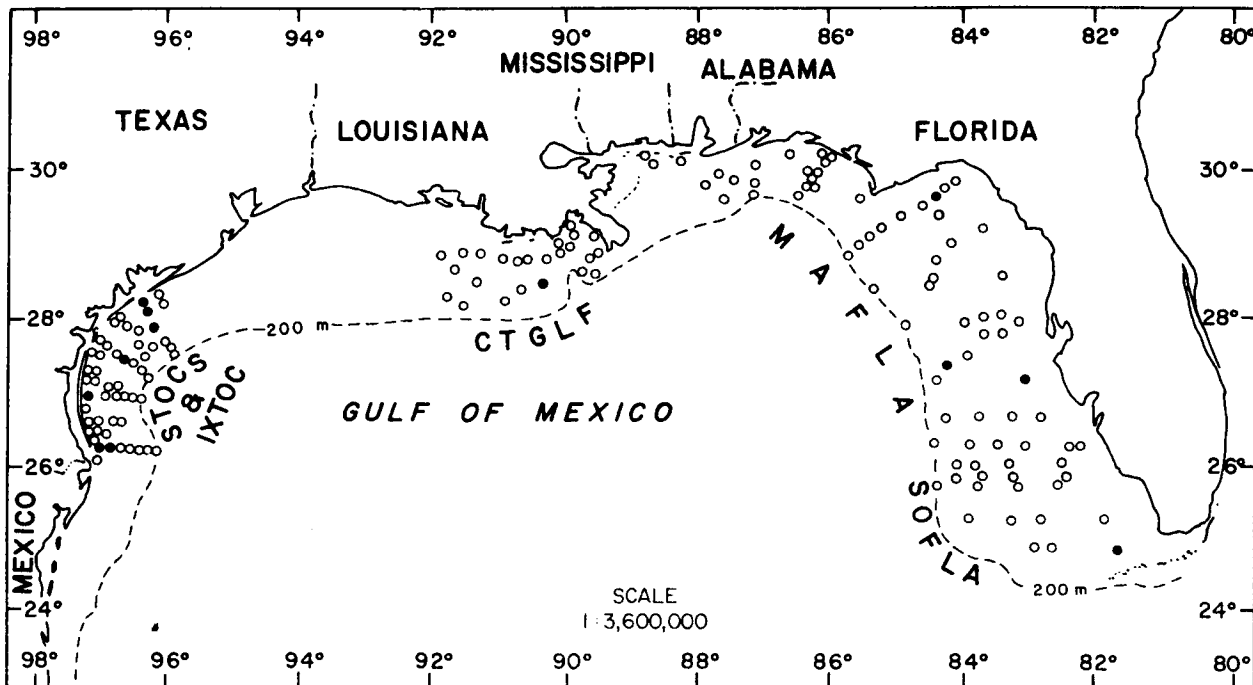 98° 96° 94° 92° 90° 88° 86° 84° 82° 80°
MISSISSIPPI ALABAMA
TEXAS LOUISIANA FLORIDA
30° 30°
MAFLA
28° 28°
200 m
CTGLF
STOCS
&
IXTOC
GULF OF MEXICO
26° 26°
SOFLA
MEXICO
SCALE
1:3,600,000
200 m
24° 24°
98° 96° 94° 92° 90° 88° 86° 84° 82° 80°